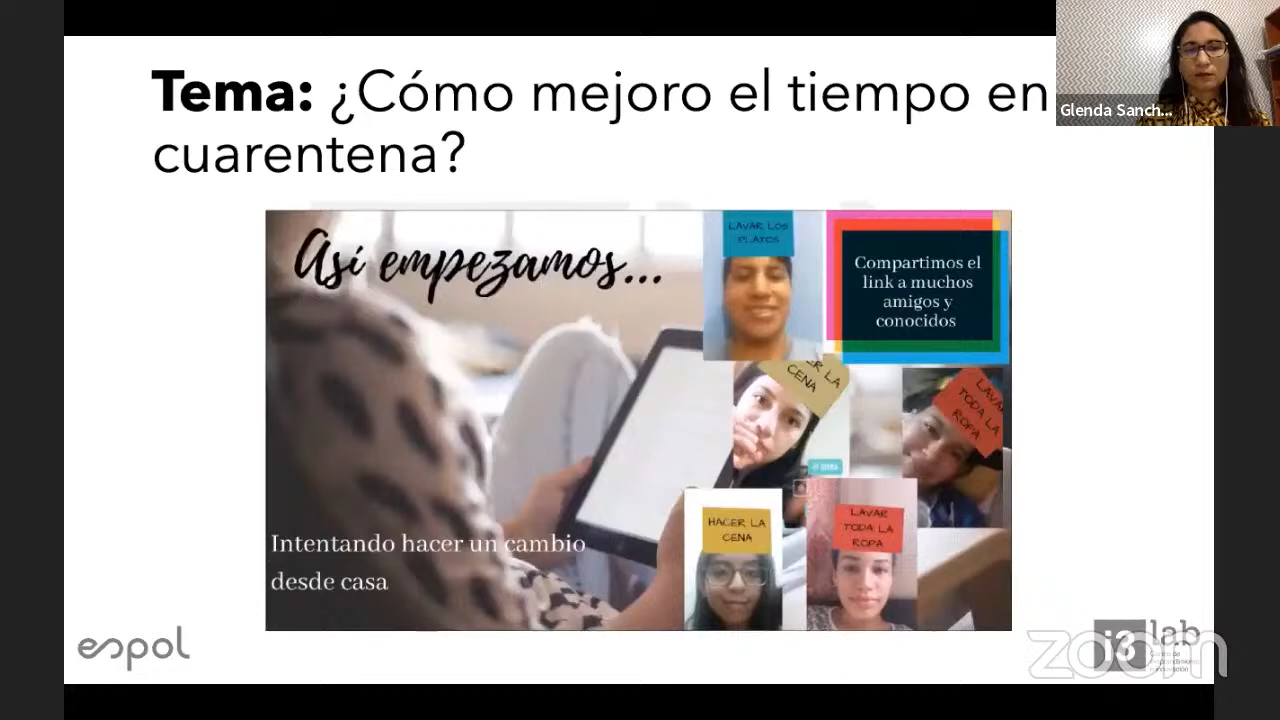 Tema: ¿Cómo mejoro el tiempo en
cuarentena?
Glenda Sanch...
Así empezamos...
LAVAR LOS
PLATOS
Compartimos el
link a muchos
amigos y
conocidos
ER LA
CENA
LAVAR
TODA LA
ROPA
HACER LA
CENA
LAVAR
TODA LA
ROPA
Intentando hacer un cambio
desde casa
espol
i3 lab
zoom